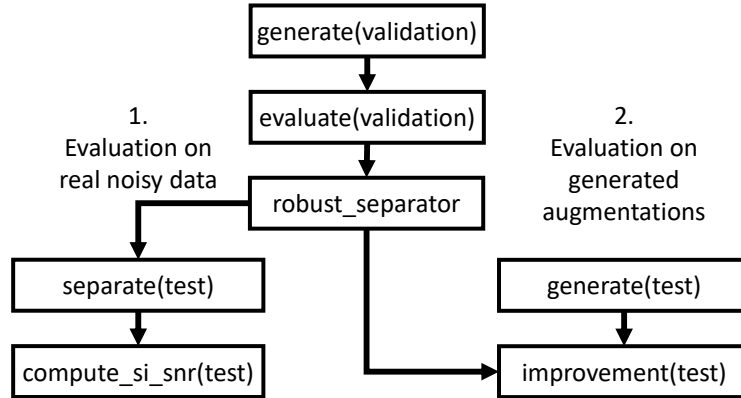 generate(validation)
1.
Evaluation on
real noisy data
evaluate(validation)
2.
Evaluation on
generated
augmentations
robust_separator
separate(test)
generate(test)
compute_si_snr(test)
improvement(test)